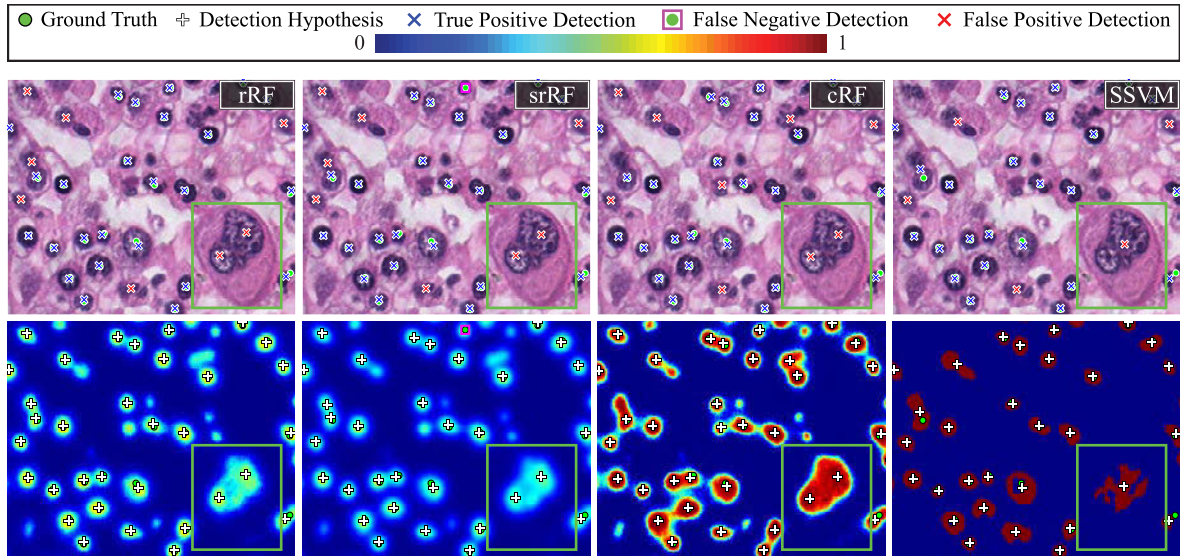 Ground Truth Detection Hypothesis True Positive Detection False Negative Detection False Positive Detection
0 1
rRF srRF cRF SSVM